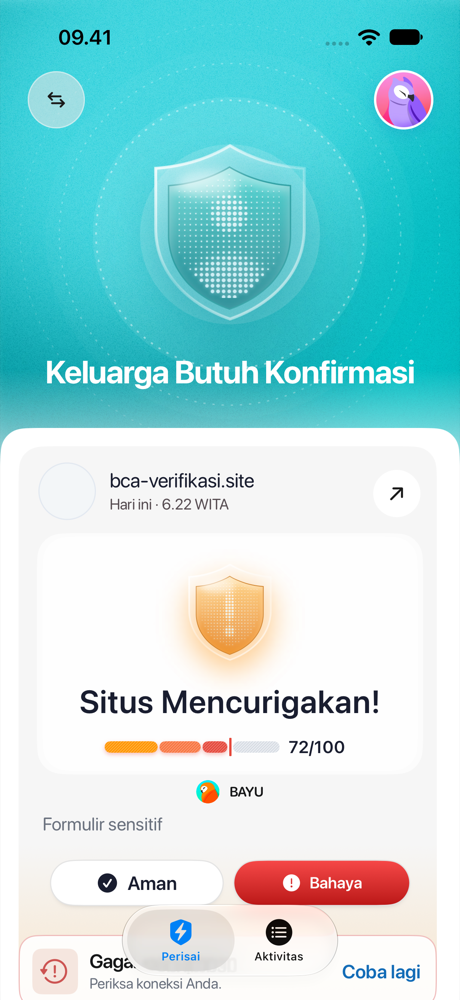 09.41
Keluarga Butuh Konfirmasi
bca-verifikasi.site
Hari ini · 6.22 WITA
Situs Mencurigakan!
72/100
BAYU
Formulir sensitif
Aman
Bahaya
Perisai
Aktivitas
Periksa koneksi Anda.
Coba lagi